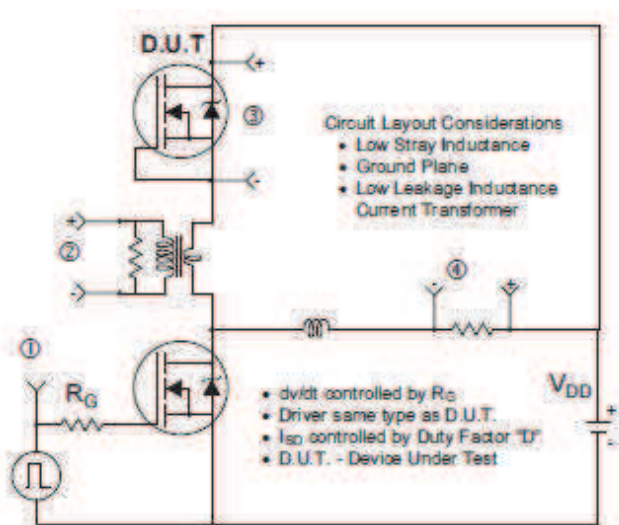 D.U.T
+
③
-
Circuit Layout Considerations
• Low Stray Inductance
• Ground Plane
• Low Leakage Inductance
Current Transformer
+
②
-
④
- +
①
RG
VDD
+
-
• dv/dt controlled by RG
• Driver same type as D.U.T.
• ISD controlled by Duty Factor "D"
• D.U.T. - Device Under Test